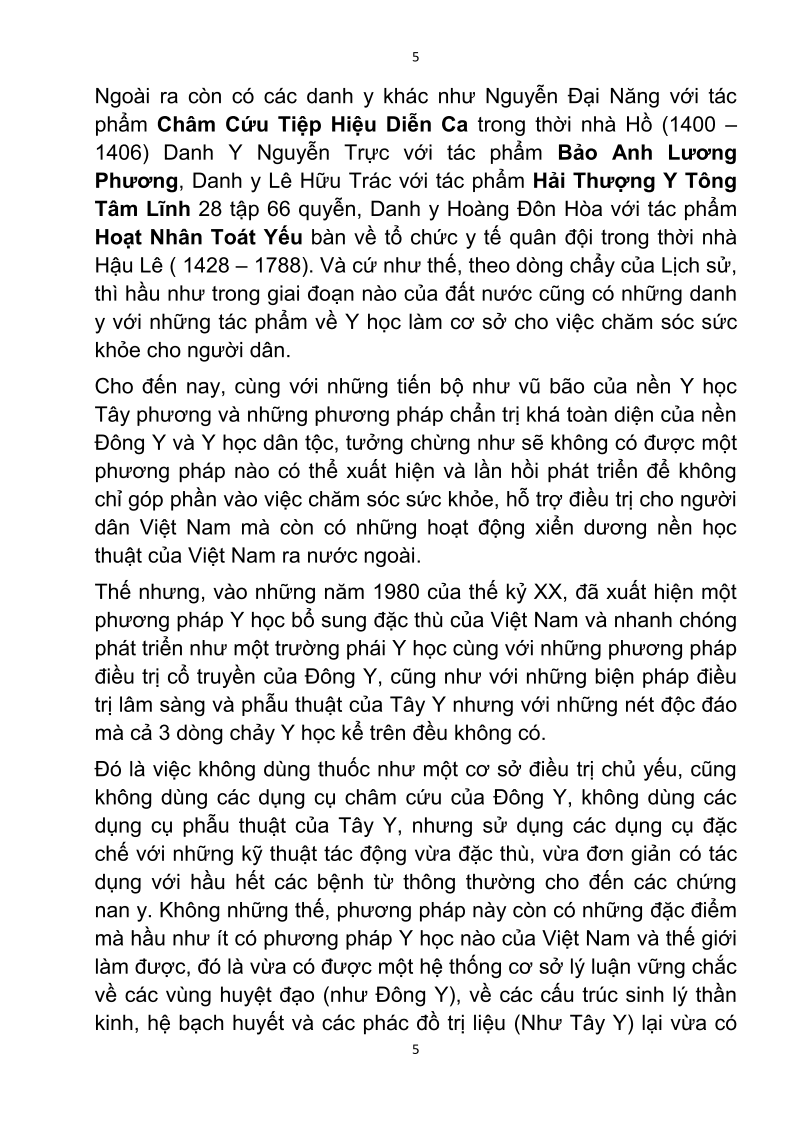 5
Ngoài ra còn có các danh y khác như Nguyễn Đại Năng với tác
phẩm Châm Cứu Tiệp Hiệu Diễn Ca trong thời nhà Hồ (1400 –
1406) Danh Y Nguyễn Trực với tác phẩm Bảo Anh Lương
Phương, Danh y Lê Hữu Trác với tác phẩm Hải Thượng Y Tông
Tâm Lĩnh 28 tập 66 quyễn, Danh y Hoàng Đôn Hòa với tác phẩm
Hoạt Nhân Toát Yếu bàn về tổ chức y tế quân đội trong thời nhà
Hậu Lê ( 1428 – 1788). Và cứ như thế, theo dòng chẩy của Lịch sử,
thì hầu như trong giai đoạn nào của đất nước cũng có những danh
y với những tác phẩm về Y học làm cơ sở cho việc chăm sóc sức
khỏe cho người dân.
Cho đến nay, cùng với những tiến bộ như vũ bão của nền Y học
Tây phương và những phương pháp chẩn trị khá toàn diện của nền
Đông Y và Y học dân tộc, tưởng chừng như sẽ không có được một
phương pháp nào có thể xuất hiện và lần hồi phát triển để không
chỉ góp phần vào việc chăm sóc sức khỏe, hỗ trợ điều trị cho người
dân Việt Nam mà còn có những hoạt động xiển dương nền học
thuật của Việt Nam ra nước ngoài.
Thế nhưng, vào những năm 1980 của thế kỷ XX, đã xuất hiện một
phương pháp Y học bổ sung đặc thù của Việt Nam và nhanh chóng
phát triển như một trường phái Y học cùng với những phương pháp
điều trị cổ truyền của Đông Y, cũng như với những biện pháp điều
trị lâm sàng và phẫu thuật của Tây Y nhưng với những nét độc đáo
mà cả 3 dòng chảy Y học kể trên đều không có.
Đó là việc không dùng thuốc như một cơ sở điều trị chủ yếu, cũng
không dùng các dụng cụ châm cứu của Đông Y, không dùng các
dụng cụ phẫu thuật của Tây Y, nhưng sử dụng các dụng cụ đặc
chế với những kỹ thuật tác động vừa đặc thù, vừa đơn giản có tác
dụng với hầu hết các bệnh từ thông thường cho đến các chứng
nan y. Không những thế, phương pháp này còn có những đặc điểm
mà hầu như ít có phương pháp Y học nào của Việt Nam và thế giới
làm được, đó là vừa có được một hệ thống cơ sở lý luận vững chắc
về các vùng huyệt đạo (như Đông Y), về các cấu trúc sinh lý thần
kinh, hệ bạch huyết và các phác đồ trị liệu (Như Tây Y) lại vừa có
5